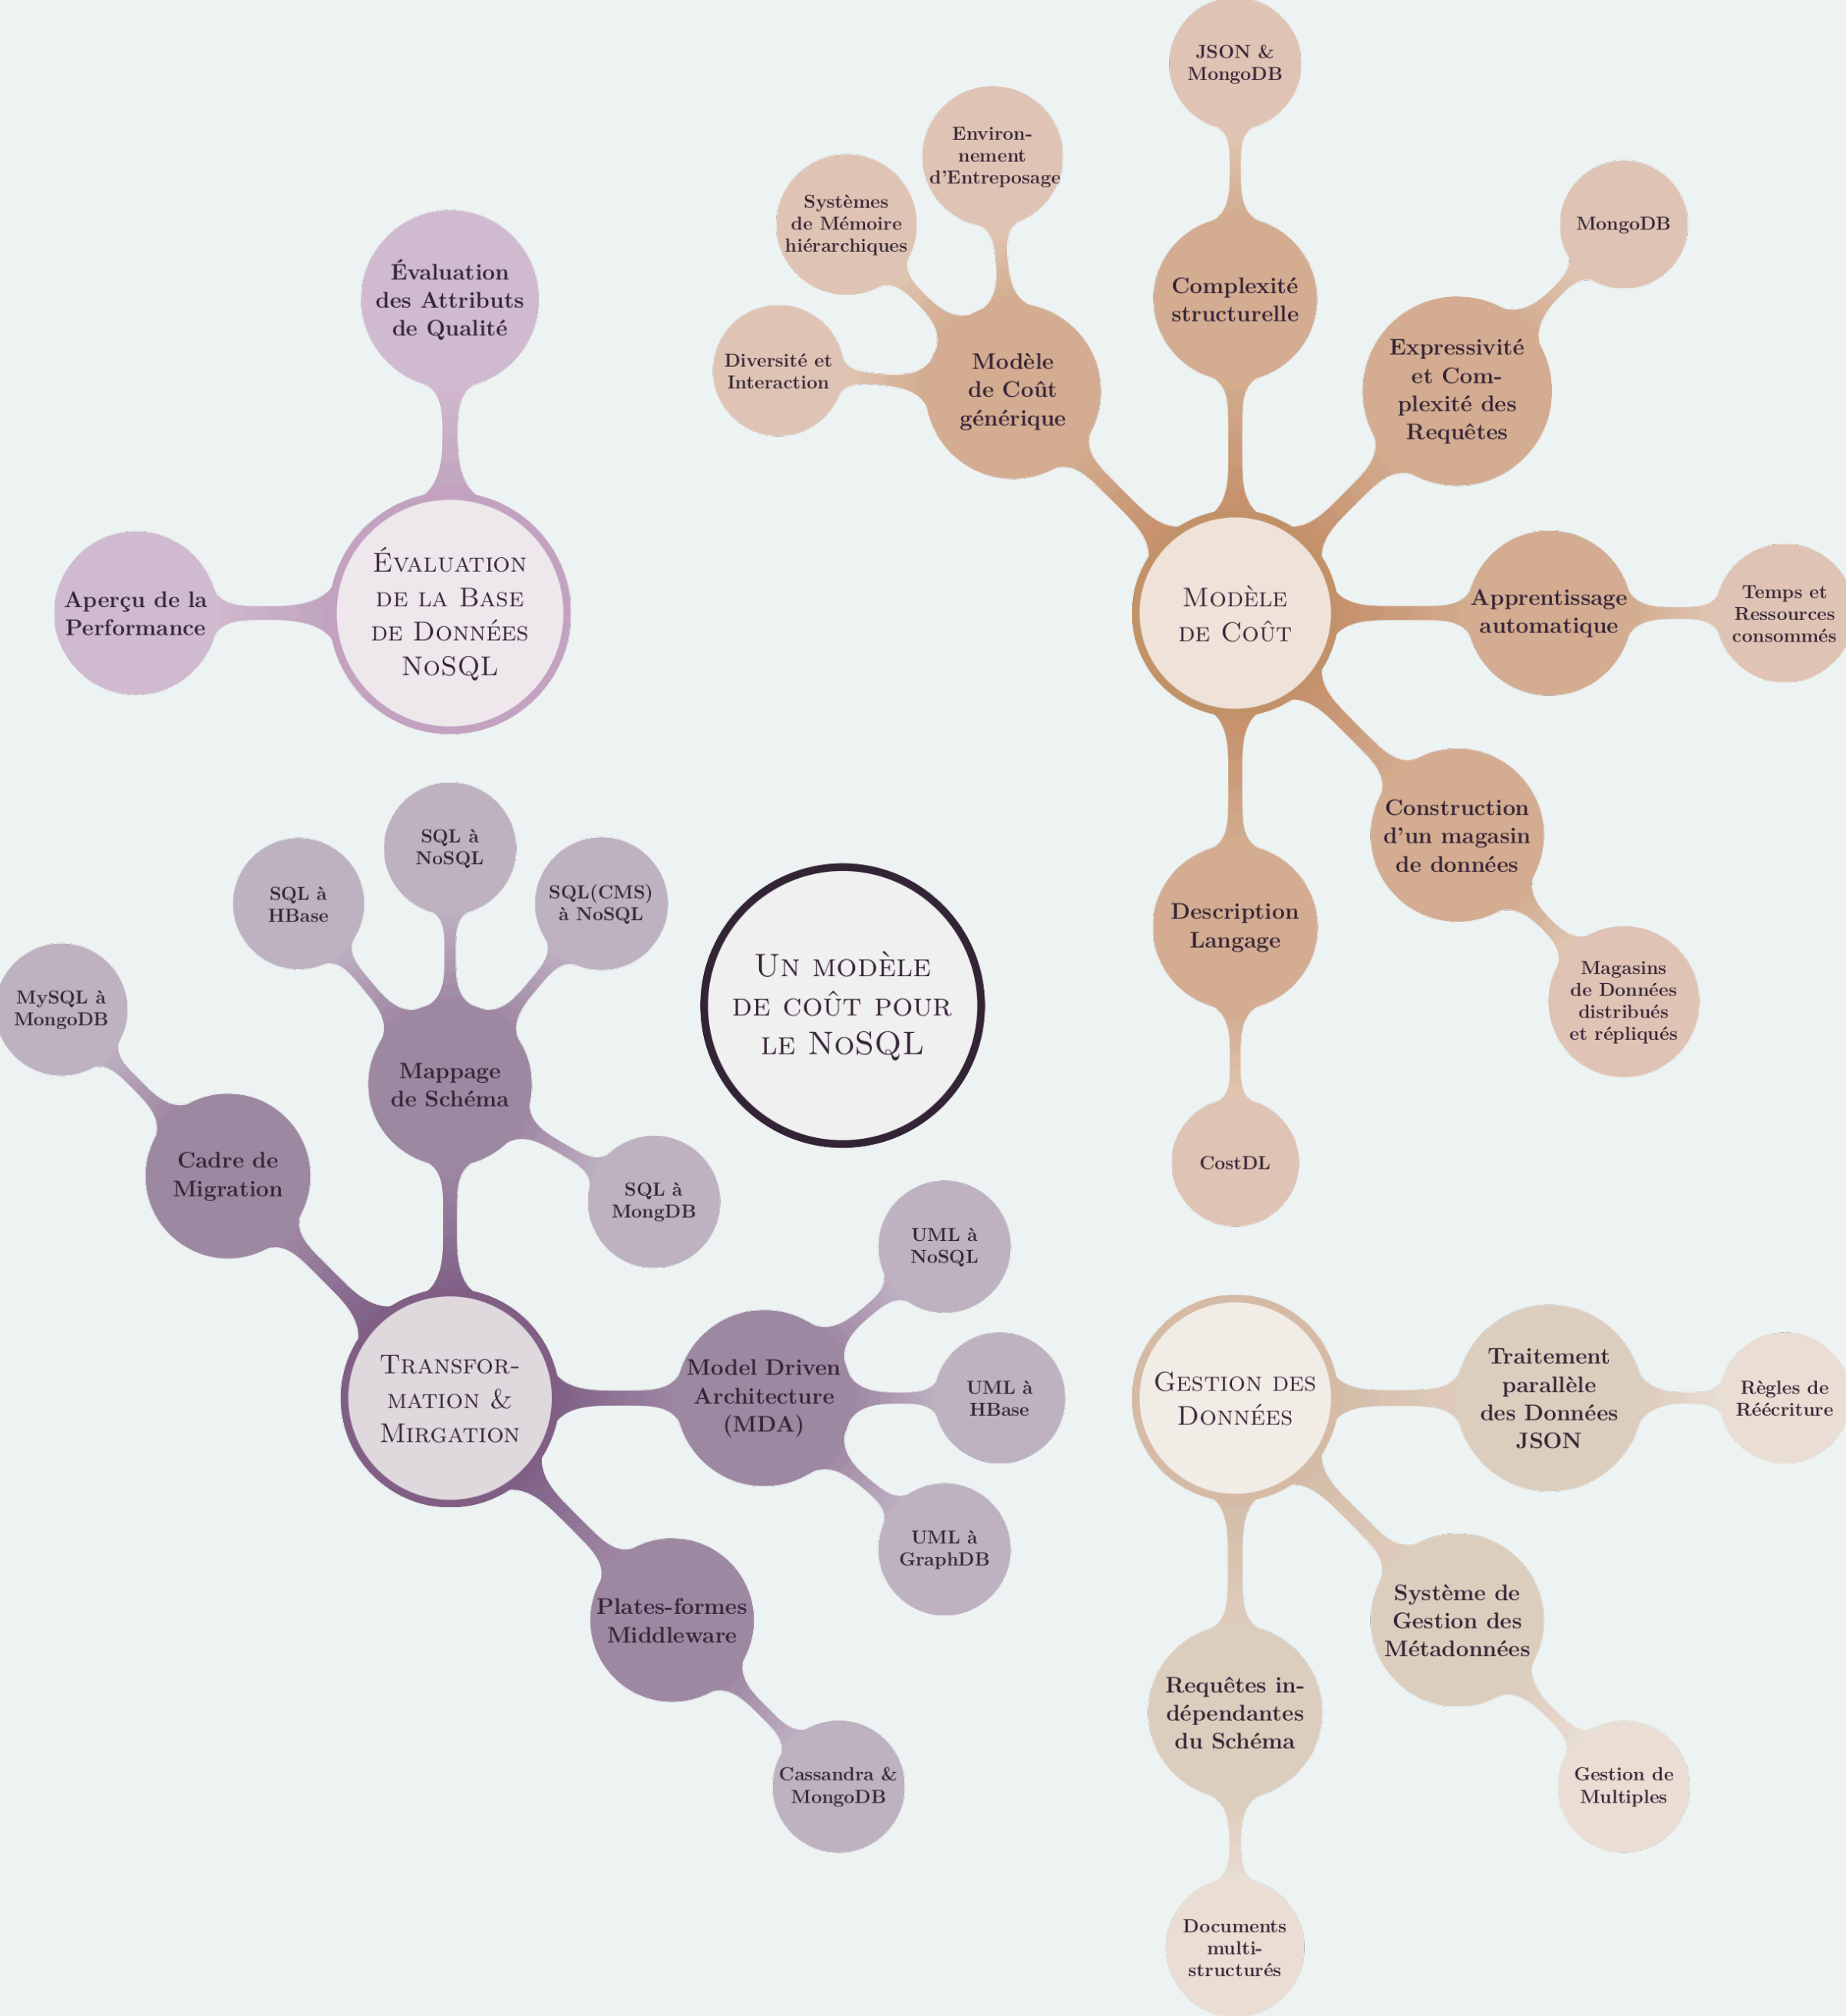 JSON &
MongoDB
Environ-
nement
d'Entreposage
Systèmes
de Mémoire
hiérarchiques
Diversité et
Interaction
Modèle
de Coût
générique
Complexité
structurelle
MongoDB
Expressivité
et Com-
plexité des
Requêtes
Évaluation
des Attributs
de Qualité
Aperçu de la
Performance
Évaluation
de la Base
de Données
NoSQL
Modèle
de Coût
Apprentissage
automatique
Temps et
Ressources
consommés
Construction
d'un magasin
de données
Magasins
de Données
distribués
et répliqués
Description
Langage
CostDL
Un modèle
de coût pour
le NoSQL
SQL à
NoSQL
SQL à
HBase
SQL(CMS)
à NoSQL
MySQL à
MongoDB
Mappage
de Schéma
Cadre de
Migration
SQL à
MongDB
Transfor-
mation &
Mirgation
Model Driven
Architecture
(MDA)
UML à
NoSQL
UML à
HBase
UML à
GraphDB
Plates-formes
Middleware
Cassandra &
MongoDB
Gestion des
Données
Traitement
parallèle
des Données
JSON
Règles de
Réécriture
Système de
Gestion des
Métadonnées
Gestion de
Multiples
Requêtes in-
dépendantes
du Schéma
Documents
multi-
structurés